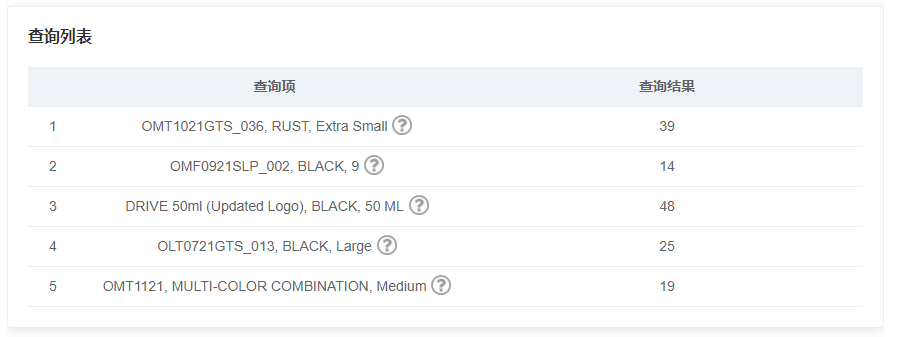 查询列表
查询项 查询结果
1 OMT1021GTS_036, RUST, Extra Small ? 39
2 OMF0921SLP_002, BLACK, 9 ? 14
3 DRIVE 50ml (Updated Logo), BLACK, 50 ML ? 48
4 OLT0721GTS_013, BLACK, Large ? 25
5 OMT1121, MULTI-COLOR COMBINATION, Medium ? 19